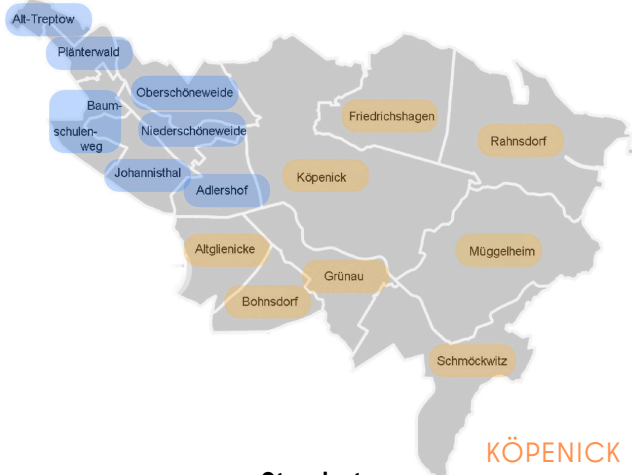 Alt-Treptow
Plänterwald
Oberschöneweide
Baum-
schulen-
weg
Niederschöneweide
Johannisthal
Adlershof
Friedrichshagen
Rahnsdorf
Köpenick
Altglienicke
Grünau
Müggelheim
Bohnsdorf
Schmöckwitz
KÖPENICK